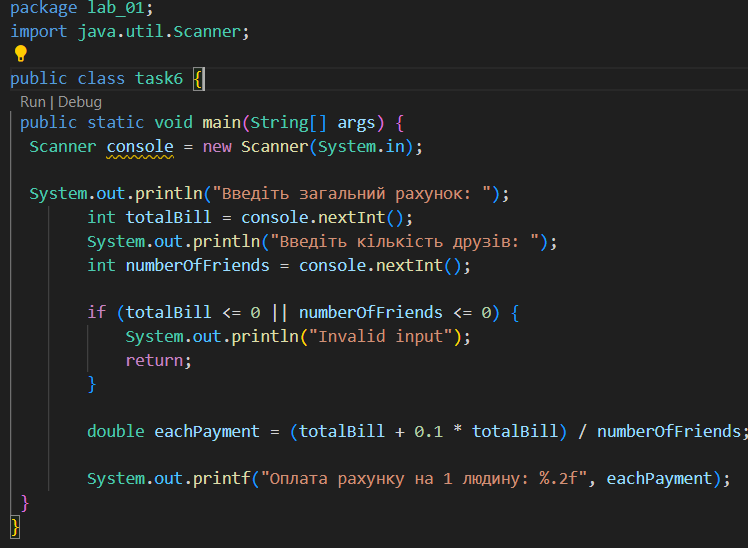 package lab_01;
import java.util.Scanner;
public class task6 {
Run | Debug
public static void main(String[] args) {
Scanner console = new Scanner(System.in);
System.out.println("Введіть загальний рахунок: ");
int totalBill = console.nextInt();
System.out.println("Введіть кількість друзів: ");
int numberOfFriends = console.nextInt();
if (totalBill <= 0 || numberOfFriends <= 0) {
System.out.println("Invalid input");
return;
}
double eachPayment = (totalBill + 0.1 * totalBill) / numberOfFriends;
System.out.printf("Оплата рахунку на 1 людину: %.2f", eachPayment);
}
}